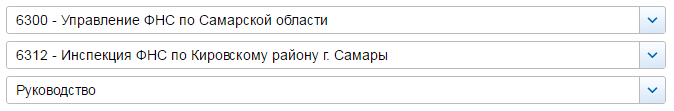 6300 - Управление ФНС по Самарской области
6312 - Инспекция ФНС по Кировскому району г. Самары
Руководство